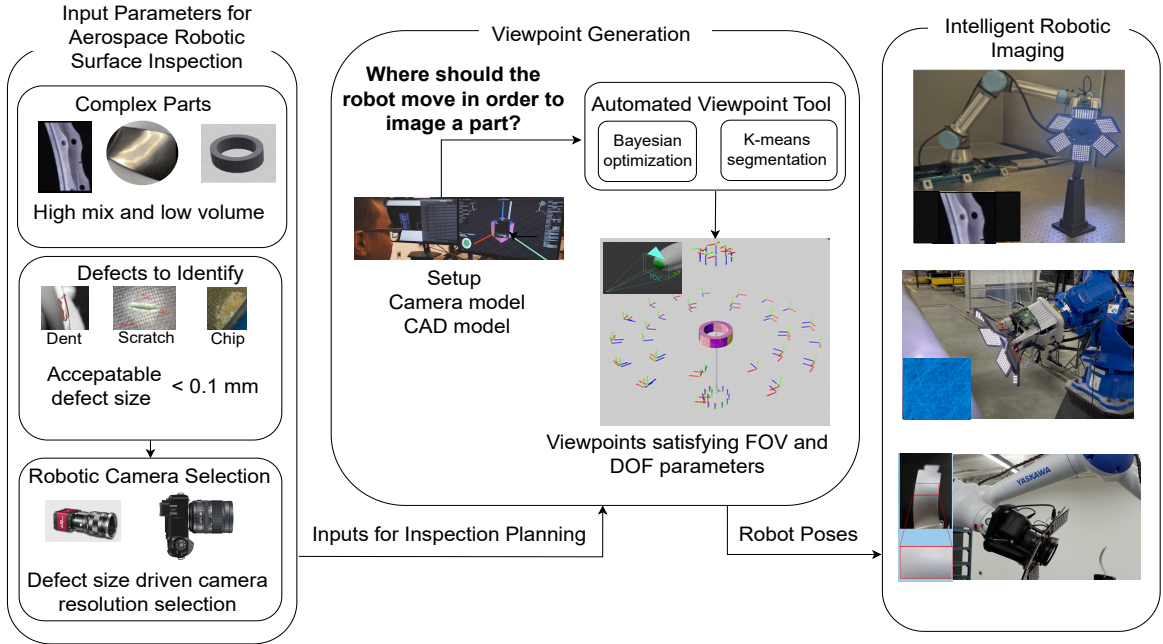 Input Parameters for
Aerospace Robotic
Surface Inspection
Complex Parts
High mix and low volume
Defects to Identify
Dent
Scratch
Chip
Accepatable
defect size
< 0.1 mm
Robotic Camera Selection
Defect size driven camera
resolution selection
Inputs for Inspection Planning
Viewpoint Generation
Where should the
robot move in order to
image a part?
Automated Viewpoint Tool
Bayesian
optimization
K-means
segmentation
Setup
Camera model
CAD model
FOV
Viewpoints satisfying FOV and
DOF parameters
Robot Poses
Intelligent Robotic
Imaging
YASKAWA